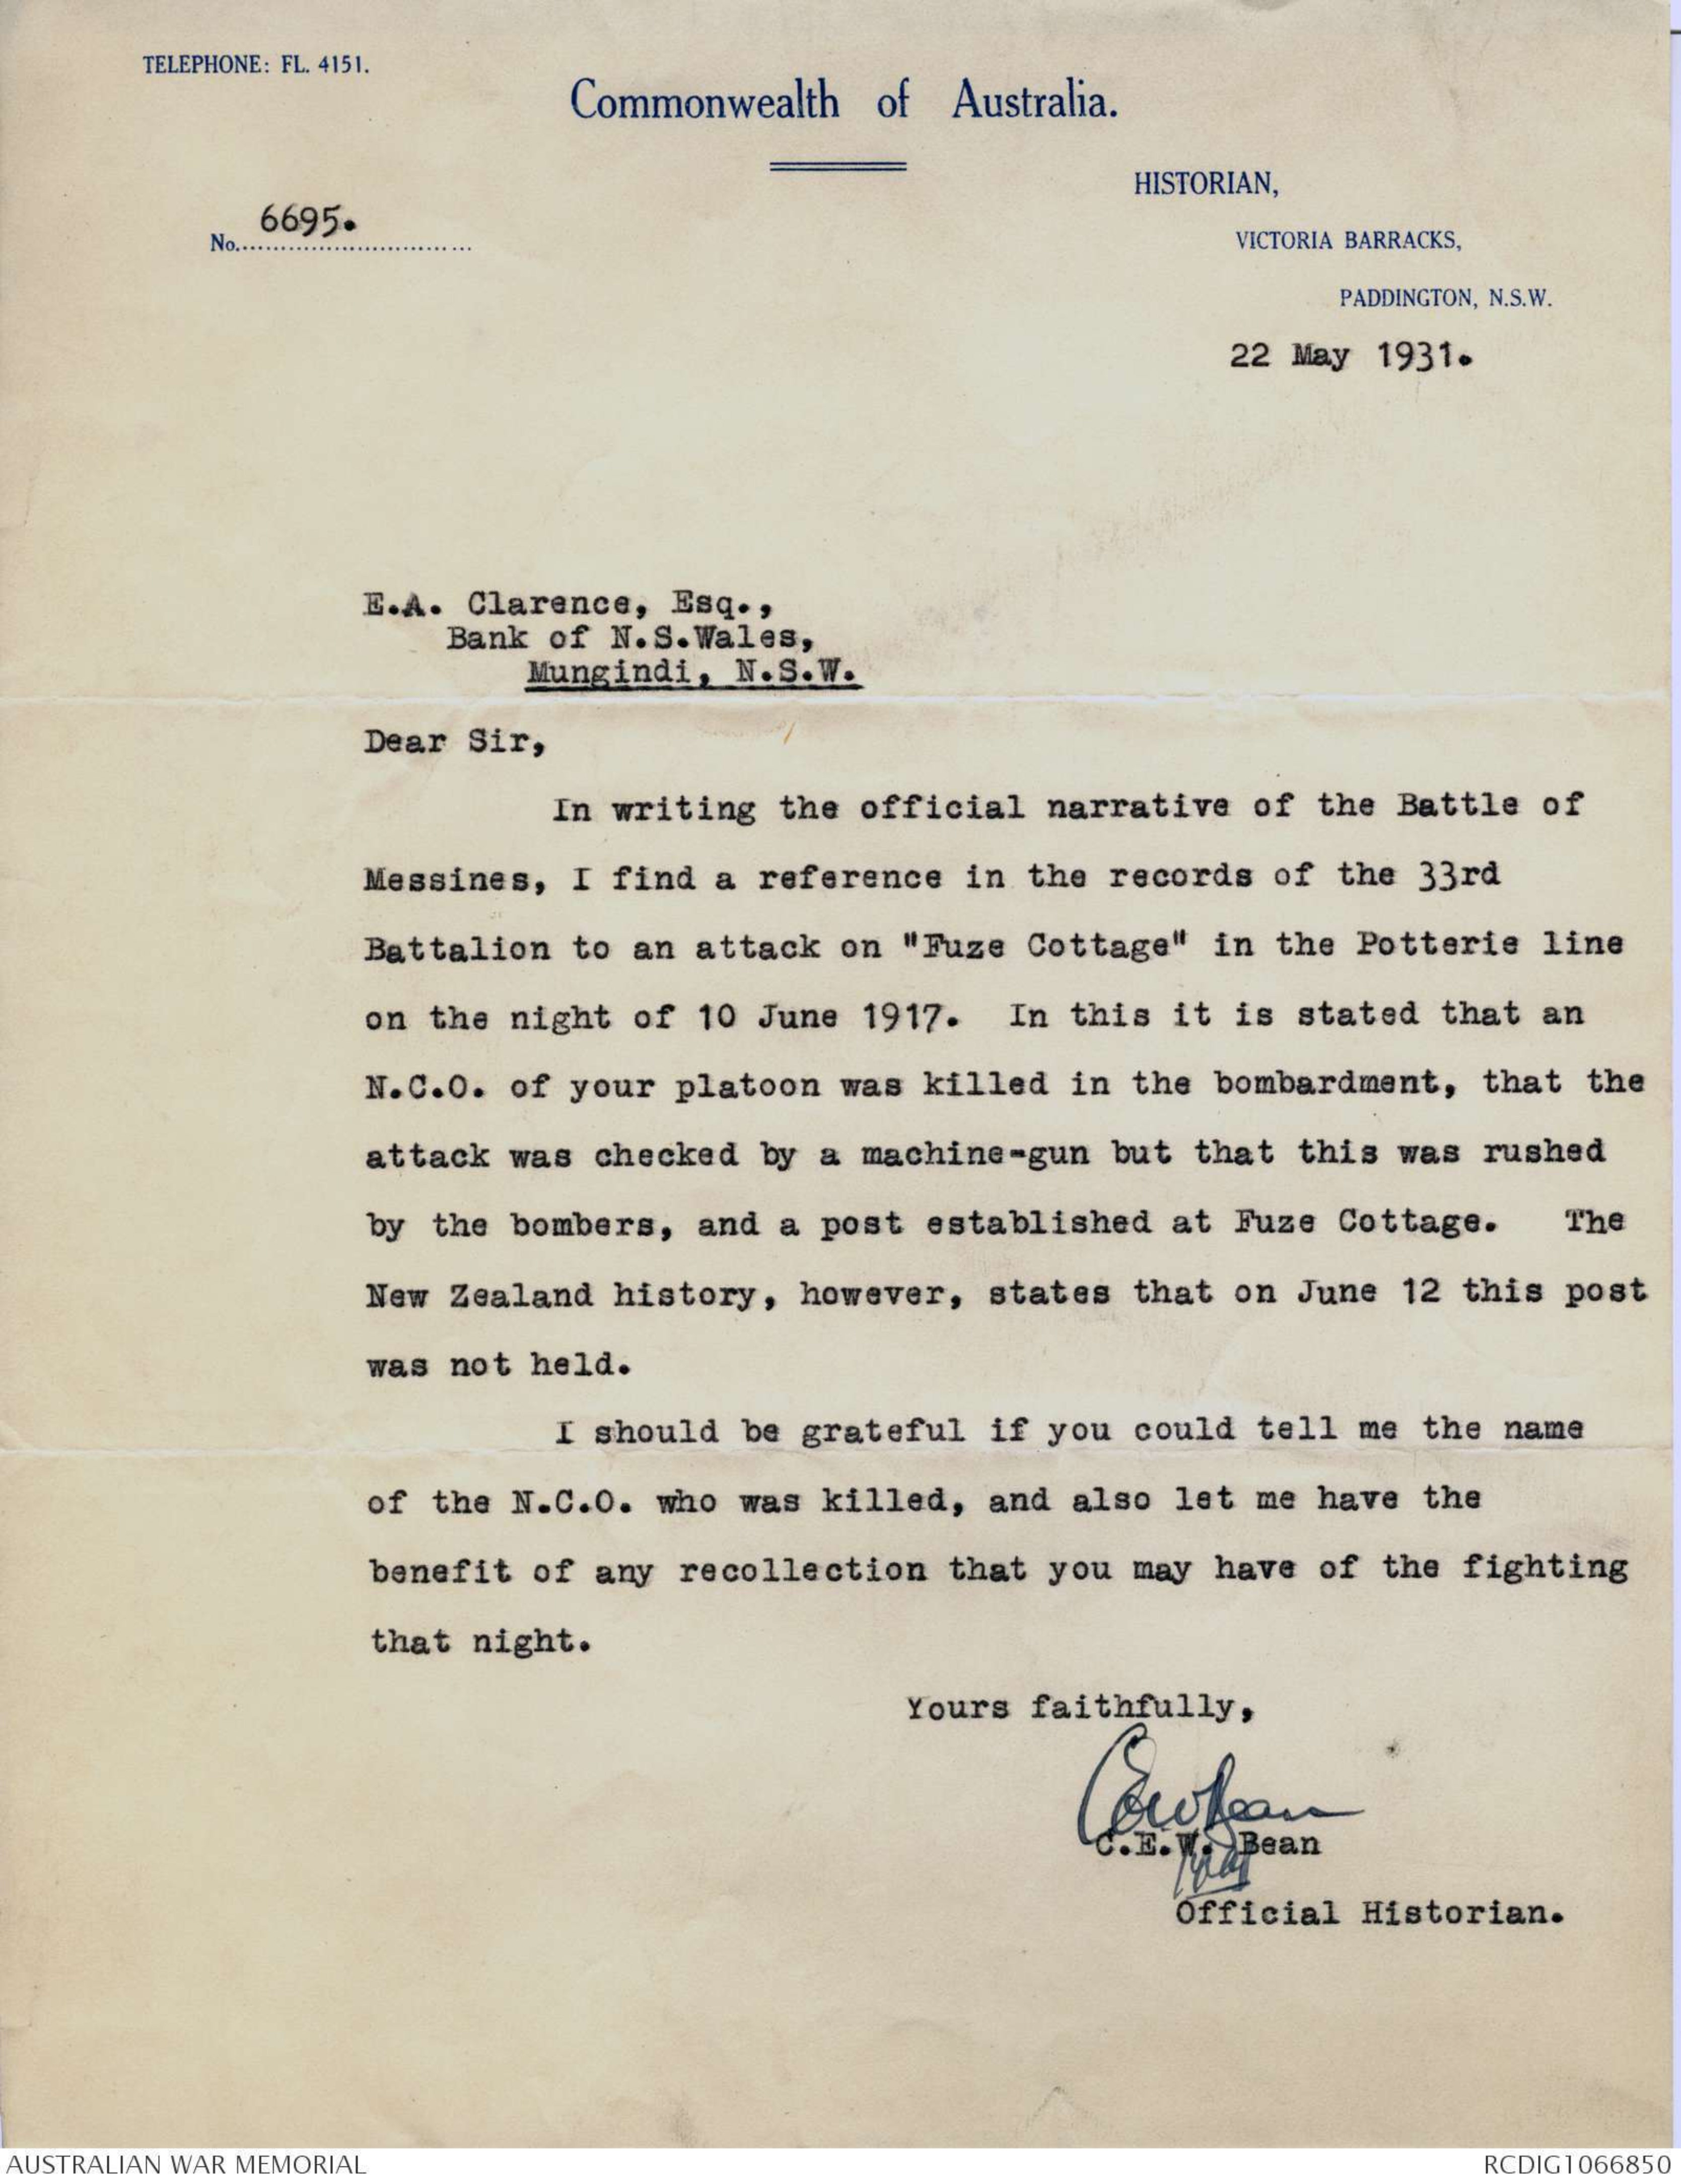 TELEPHONE: FL. 4151.
Commonwealth of Australia.
HISTORIAN,
VICTORIA BARRACKS,
PADDINGTON, N.S.W.
No. 6695.
22 May 1931.
E.A. Clarence, Esq.,
Bank of N.S.Wales,
Mungindi, N.S.W.
Dear Sir,
In writing the official narrative of the Battle of
Messines, I find a reference in the records of the 33rd
Battalion to an attack on "Fuze Cottage" in the Potterie line
on the night of 10 June 1917. In this it is stated that an
N.C.O. of your platoon was killed in the bombardment, that the
attack was checked by a machine-gun but that this was rushed
by the bombers, and a post established at Fuze Cottage. The
New Zealand history, however, states that on June 12 this post
was not held.
I should be grateful if you could tell me the name
of the N.C.O. who was killed, and also let me have the
benefit of any recollection that you may have of the fighting
that night.
Yours faithfully,
CEWBean
C.E.W. Bean
Official Historian.
AUSTRALIAN WAR MEMORIAL
RCDIG1066850